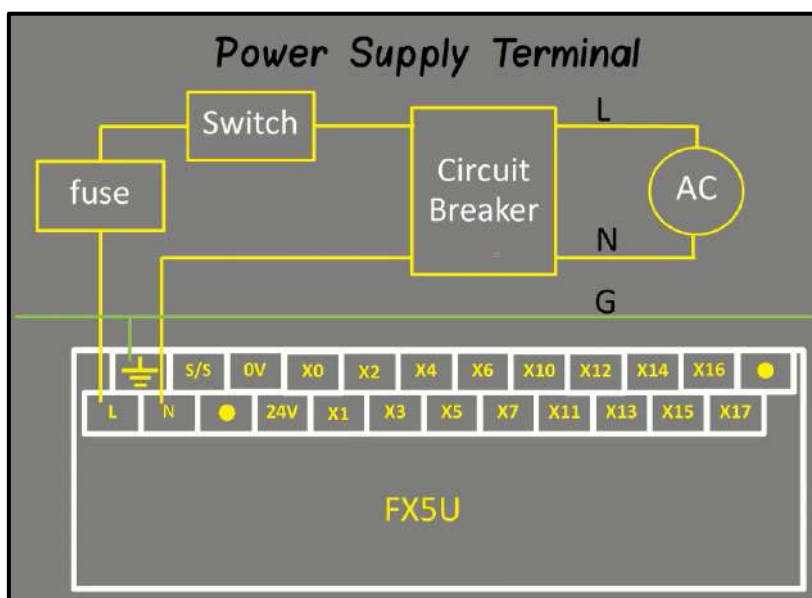 Power Supply Terminal
Switch
L
fuse
Circuit
Breaker
AC
N
G
S/S 0V X0 X2 X4 X6 X10 X12 X14 X16
L N 24V X1 X3 X5 X7 X11 X13 X15 X17
FX5U